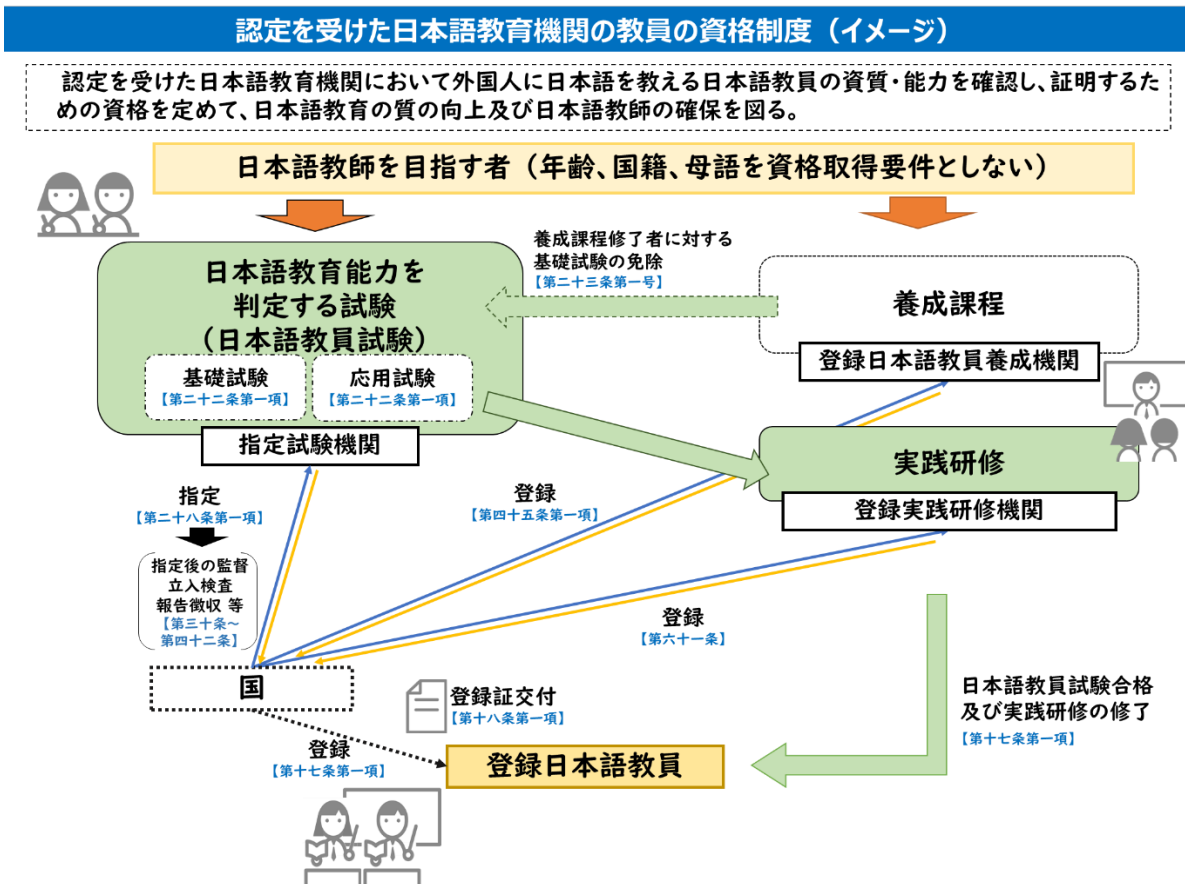 認定を受けた日本語教育機関の教員の資格制度（イメージ）
認定を受けた日本語教育機関において外国人に日本語を教える日本語教員の資質・能力を確認し、証明するた
めの資格を定めて、日本語教育の質の向上及び日本語教師の確保を図る。
日本語教師を目指す者（年齢、国籍、母語を資格取得要件としない）
日本語教育能力を
判定する試験
（日本語教員試験）
基礎試験
【第二十二条第一項】
応用試験
【第二十二条第一項】
指定試験機関
養成課程修了者に対する
基礎試験の免除
【第二十三条第一号】
養成課程
登録日本語教員養成機関
実践研修
登録実践研修機関
指定
【第二十八条第一項】
指定後の監督
立入検査
報告徴収 等
【第三十条～
第四十二条】
登録
【第四十五条第一項】
登録
【第六十一条】
国
登録証交付
【第十八条第一項】
登録
【第十七条第一項】
登録日本語教員
日本語教員試験合格
及び実践研修の修了
【第十七条第一項】